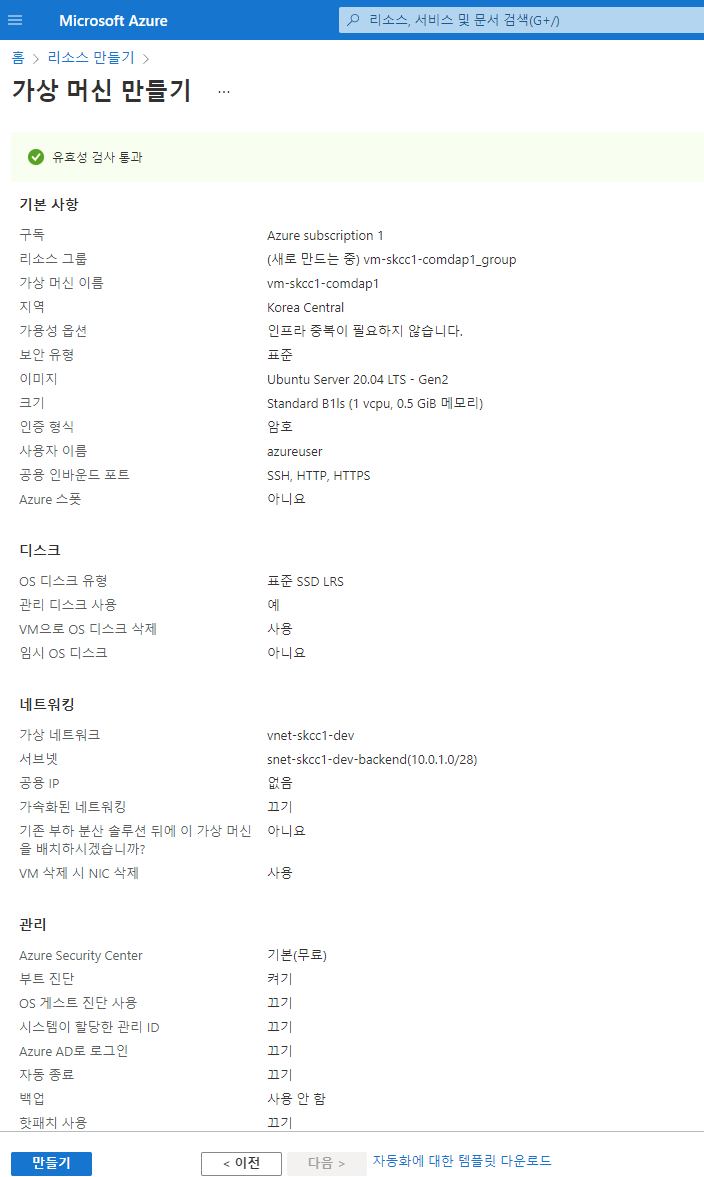 Microsoft Azure
리소스, 서비스 및 문서 검색(G+/)
홈 > 리소스 만들기 >
가상 머신 만들기 ...
유효성 검사 통과
기본 사항
구독 Azure subscription 1
리소스 그룹 (새로 만드는 중) vm-skcc1-comdap1_group
가상 머신 이름 vm-skcc1-comdap1
지역 Korea Central
가용성 옵션 인프라 중복이 필요하지 않습니다.
보안 유형 표준
이미지 Ubuntu Server 20.04 LTS - Gen2
크기 Standard B1ls (1 vcpu, 0.5 GiB 메모리)
인증 형식 암호
사용자 이름 azureuser
공용 인바운드 포트 SSH, HTTP, HTTPS
Azure 스폿 아니요
디스크
OS 디스크 유형 표준 SSD LRS
관리 디스크 사용 예
VM으로 OS 디스크 삭제 사용
임시 OS 디스크 아니요
네트워킹
가상 네트워크 vnet-skcc1-dev
서브넷 snet-skcc1-dev-backend(10.0.1.0/28)
공용 IP 없음
가속화된 네트워킹 끄기
기존 부하 분산 솔루션 뒤에 이 가상 머신 아니요
을 배치하시겠습니까?
VM 삭제 시 NIC 삭제 사용
관리
Azure Security Center 기본(무료)
부트 진단 켜기
OS 게스트 진단 사용 끄기
시스템이 할당한 관리 ID 끄기
Azure AD로 로그인 끄기
자동 종료 끄기
백업 사용 안 함
핫패치 사용 끄기
만들기 < 이전 다음 > 자동화에 대한 템플릿 다운로드